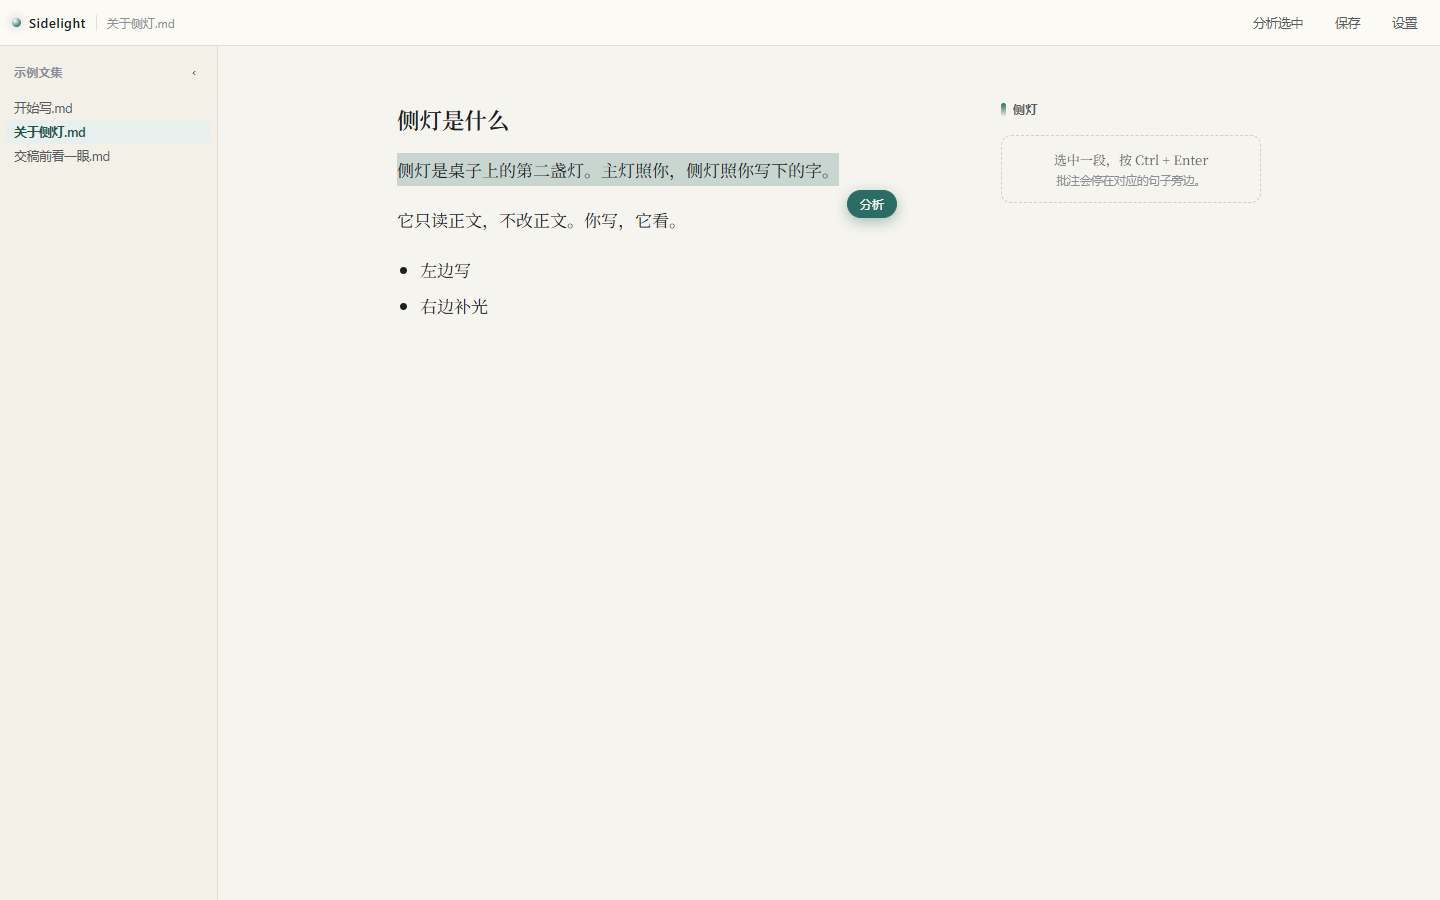 Sidelight
关于侧灯.md
分析选中
保存
设置
示例文集
开始写.md
关于侧灯.md
交稿前看一眼.md
侧灯是什么
侧灯是桌子上的第二盏灯。主灯照你，侧灯照你写下的字。
分析
它只读正文，不改正文。你写，它看。
• 左边写
• 右边补光
侧灯
选中一段，按 Ctrl + Enter
批注会停在对应的句子旁边。